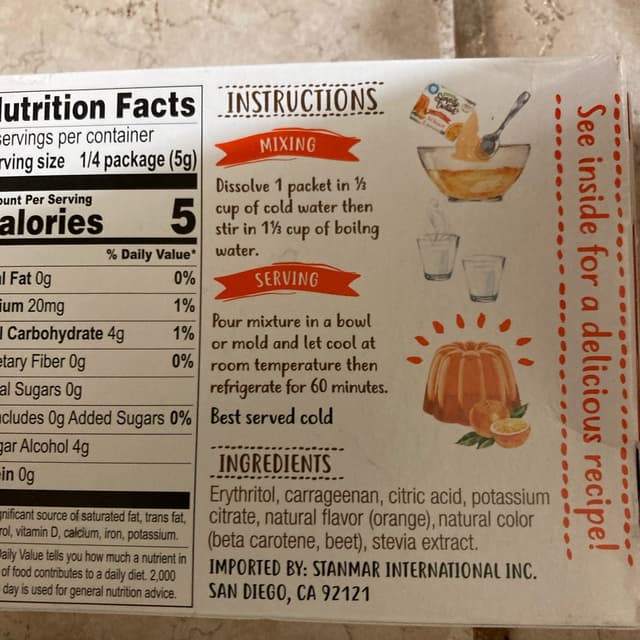 utrition Facts
servings per container
rving size 1/4 package (5g)
ount Per Serving
alories 5
% Daily Value*
l Fat 0g 0%
ium 20mg 1%
l Carbohydrate 4g 1%
etary Fiber 0g 0%
al Sugars 0g
ncludes 0g Added Sugars 0%
gar Alcohol 4g
ein 0g
gnificant source of saturated fat, trans fat,
rol, vitamin D, calcium, iron, potassium.
aily Value tells you how much a nutrient in
of food contributes to a daily diet. 2,000
day is used for general nutrition advice.
INSTRUCTIONS
MIXING
Dissolve 1 packet in ⅓
cup of cold water then
stir in 1⅓ cup of boilng
water.
SERVING
Pour mixture in a bowl
or mold and let cool at
room temperature then
refrigerate for 60 minutes.
Best served cold
INGREDIENTS
Erythritol, carrageenan, citric acid, potassium
citrate, natural flavor (orange), natural color
(beta carotene, beet), stevia extract.
IMPORTED BY: STANMAR INTERNATIONAL INC.
SAN DIEGO, CA 92121
Simply
Delish
See inside for a delicious recipe!